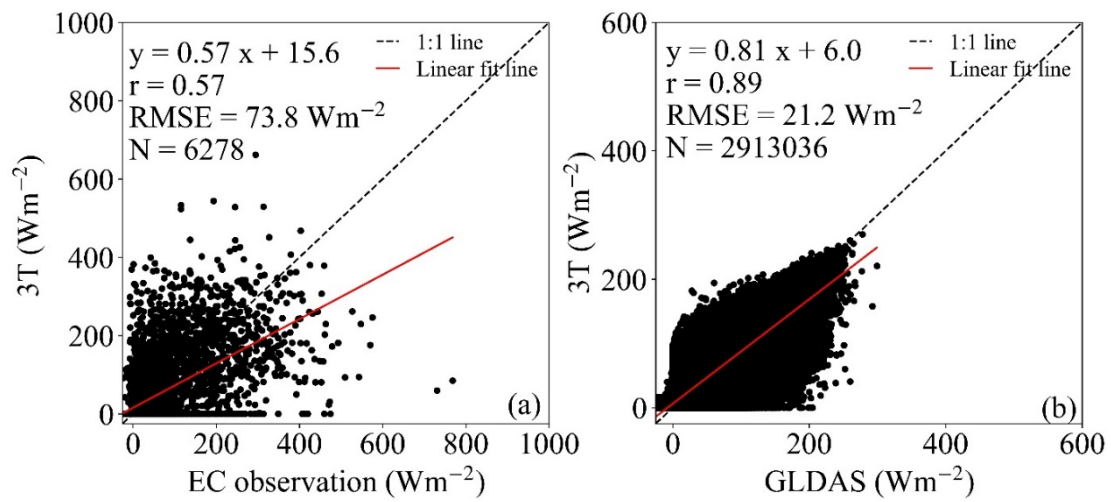 1000
800
600
400
200
0
3T (Wm⁻²)
y = 0.57 x + 15.6
r = 0.57
RMSE = 73.8 Wm⁻²
N = 6278
1:1 line
Linear fit line
(a)
0 200 400 600 800 1000
EC observation (Wm⁻²)
600
400
200
0
3T (Wm⁻²)
y = 0.81 x + 6.0
r = 0.89
RMSE = 21.2 Wm⁻²
N = 2913036
1:1 line
Linear fit line
(b)
0 200 400 600
GLDAS (Wm⁻²)